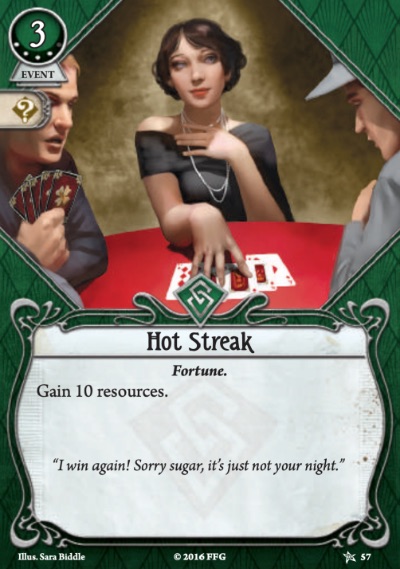 3
EVENT
?
Hot Streak
Fortune.
Gain 10 resources.
“I win again! Sorry sugar, it’s just not your night.”
Illus. Sara Biddle
© 2016 FFG
57